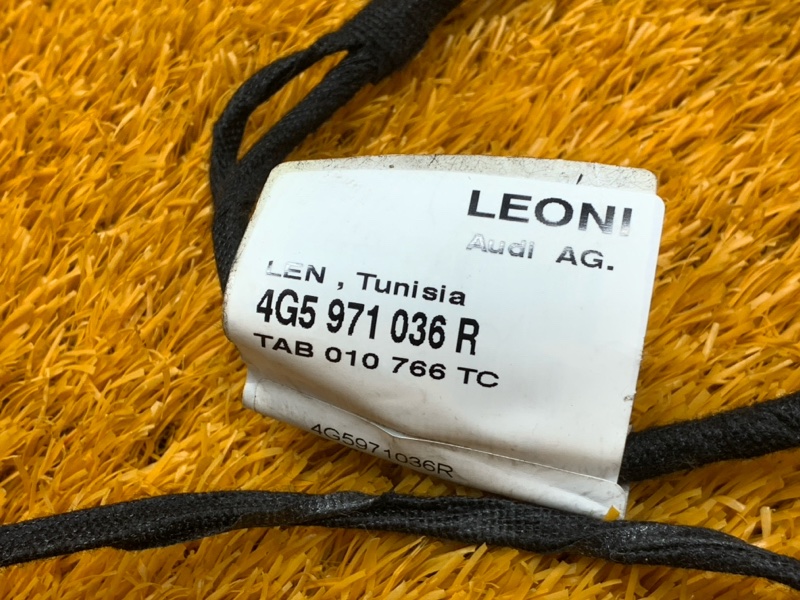 LEONI
Audi AG.
LEN , Tunisia
4G5 971 036 R
TAB 010 766 TC
4G5971036R